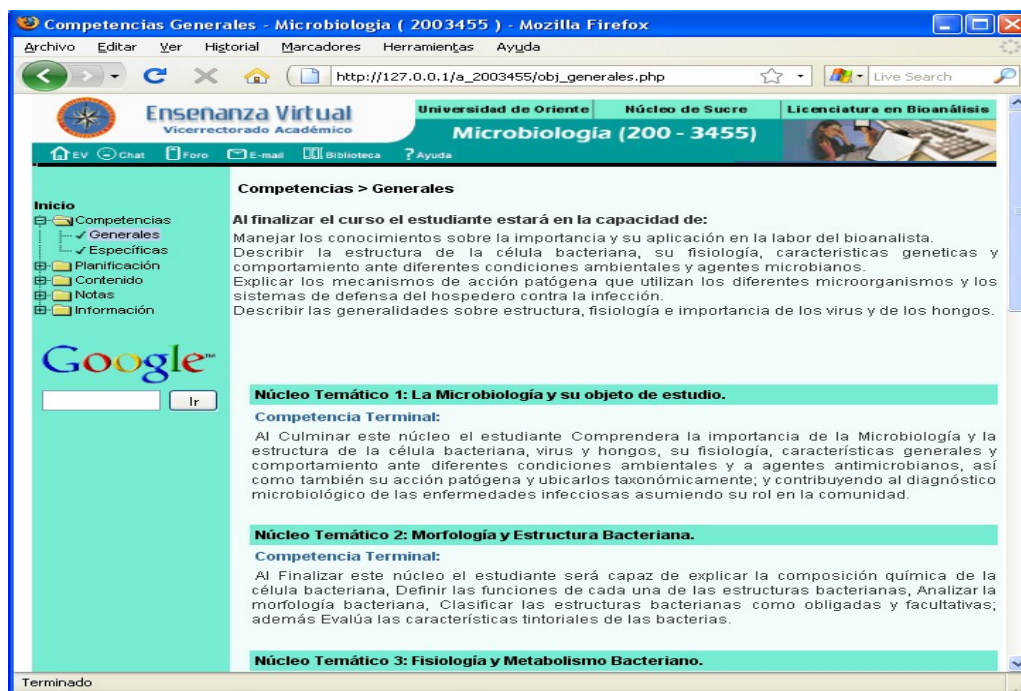 Competencias Generales - Microbiologia ( 2003455 ) - Mozilla Firefox
Archivo Editar Ver Historial Marcadores Herramientas Ayuda
http://127.0.0.1/a_2003455/obj_generales.php
Live Search
Enseñanza Virtual
Vicerrectorado Académico
Universidad de Oriente
Núcleo de Sucre
Licenciatura en Bioanálisis
Microbiología (200 - 3455)
EV Chat Foro E-mail Biblioteca ? Ayuda
Inicio
Competencias
Generales
Específicas
Planificación
Contenido
Notas
Información
Google™
Ir
Competencias > Generales
Al finalizar el curso el estudiante estará en la capacidad de:
Manejar los conocimientos sobre la importancia y su aplicación en la labor del bioanalista.
Describir la estructura de la célula bacteriana, su fisiología, caracteristicas geneticas y
comportamiento ante diferentes condiciones ambientales y agentes microbianos.
Explicar los mecanismos de acción patógena que utilizan los diferentes microorganismos y los
sistemas de defensa del hospedero contra la infección.
Describir las generalidades sobre estructura, fisiología e importancia de los virus y de los hongos.
Núcleo Temático 1: La Microbiología y su objeto de estudio.
Competencia Terminal:
Al Culminar este núcleo el estudiante Comprendera la importancia de la Microbiología y la
estructura de la célula bacteriana, virus y hongos, su fisiología, características generales y
comportamiento ante diferentes condiciones ambientales y a agentes antimicrobianos, así
como también su acción patógena y ubicarlos taxonómicamente; y contribuyendo al diagnóstico
microbiológico de las enfermedades infecciosas asumiendo su rol en la comunidad.
Núcleo Temático 2: Morfología y Estructura Bacteriana.
Competencia Terminal:
Al Finalizar este núcleo el estudiante será capaz de explicar la composición química de la
célula bacteriana, Definir las funciones de cada una de las estructuras bacterianas, Analizar la
morfología bacteriana, Clasificar las estructuras bacterianas como obligadas y facultativas;
además Evalúa las características tintoriales de las bacterias.
Núcleo Temático 3: Fisiología y Metabolismo Bacteriano.
Terminado